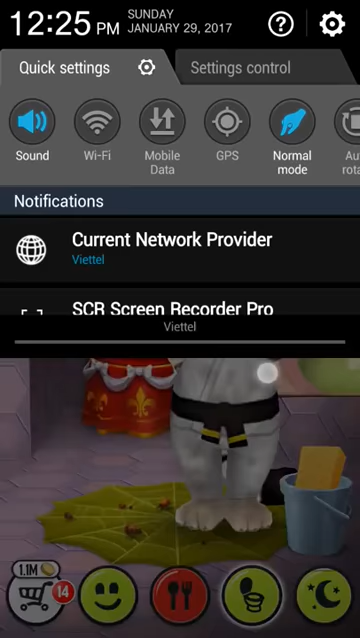 12:25 PM
SUNDAY
JANUARY 29, 2017
?
Quick settings
Settings control
Sound
Wi-Fi
Mobile
Data
GPS
Normal
mode
Notifications
Current Network Provider
Viettel
SCR Screen Recorder Pro
Viettel
1.1M
14